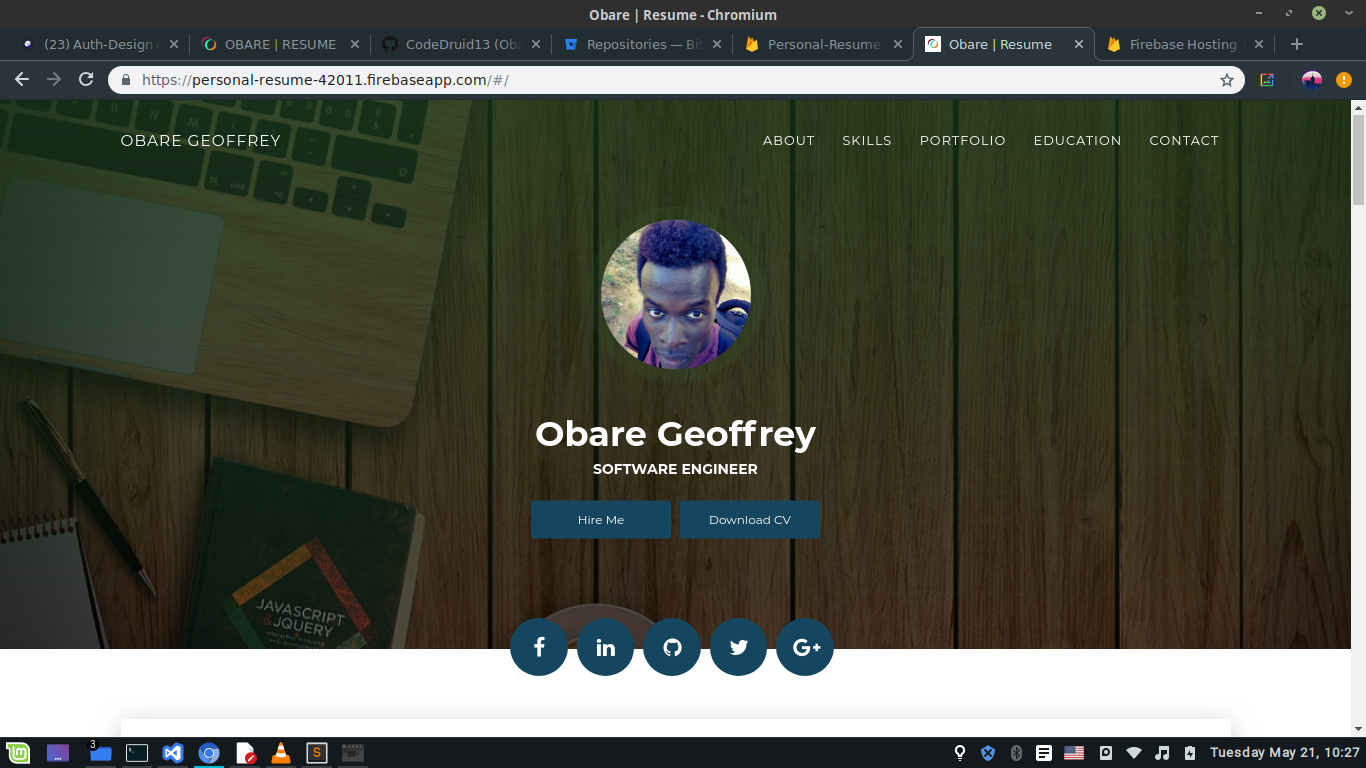 Obare | Resume - Chromium
(23) Auth-Design
OBARE | RESUME
CodeDruid13 (Oba
Repositories — Bi
Personal-Resume
Obare | Resume
Firebase Hosting
https://personal-resume-42011.firebaseapp.com/#/
OBARE GEOFFREY
ABOUT SKILLS PORTFOLIO EDUCATION CONTACT
Obare Geoffrey
SOFTWARE ENGINEER
Hire Me Download CV
JAVASCRIPT
&JQUERY
3
Tuesday May 21, 10:27